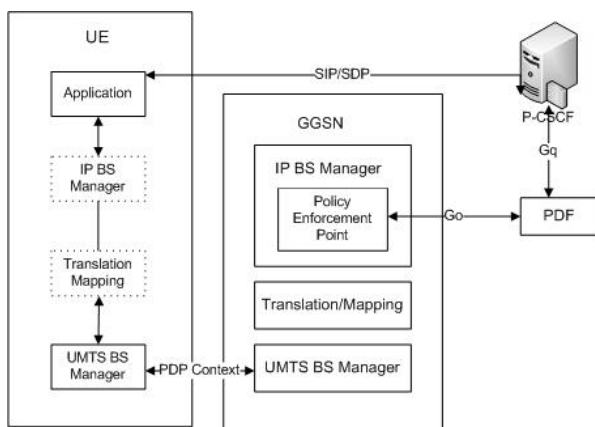 UE
SIP/SDP
P-CSCF
Application
GGSN
Gq
IP BS
Manager
IP BS Manager
Policy
Enforcement
Point
Go
PDF
Translation
Mapping
Translation/Mapping
UMTS BS
Manager
PDP Context
UMTS BS Manager